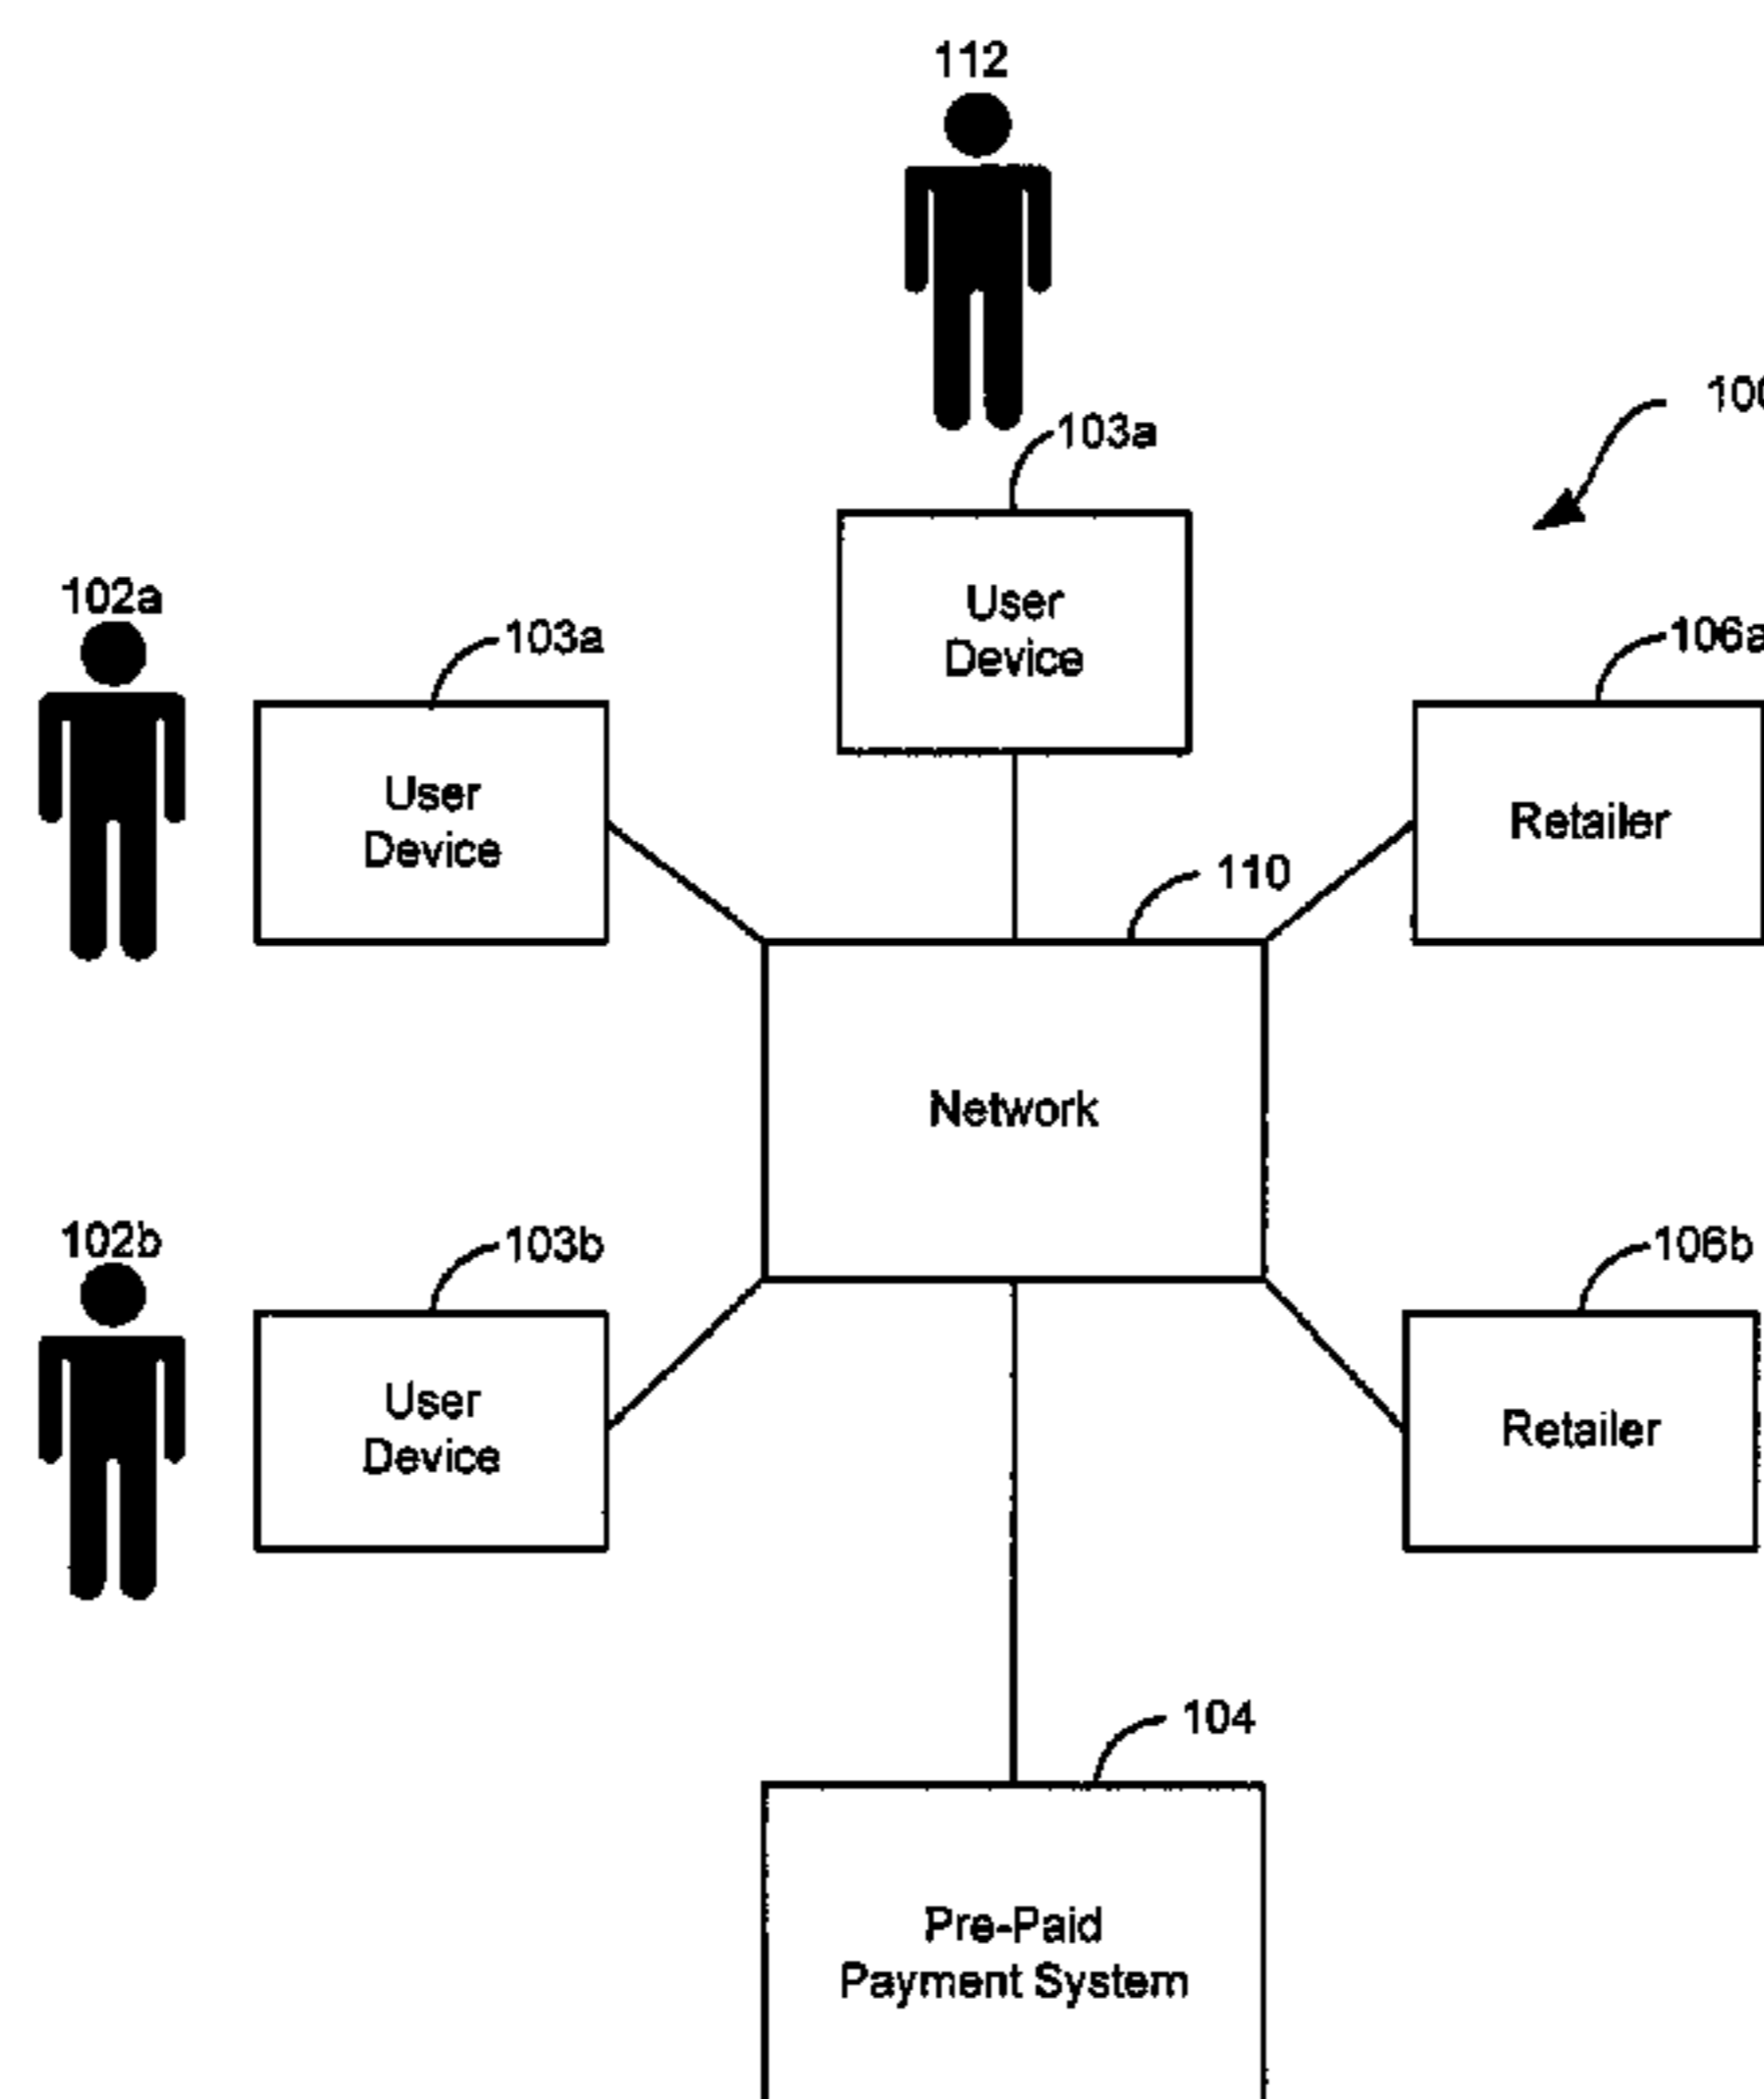 112
103a
100
102a
103a
User
Device
106a
User
Device
Retailer
110
Network
102b
103b
106b
User
Device
Retailer
104
Pre-Paid
Payment System